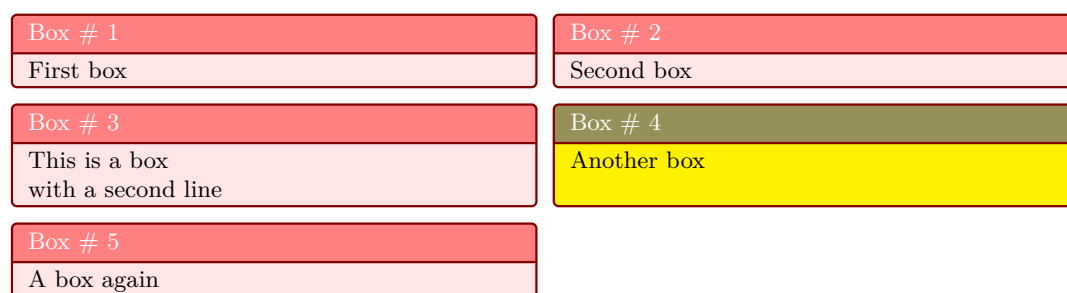 Box # 1
First box
Box # 2
Second box
Box # 3
This is a box
with a second line
Box # 4
Another box
Box # 5
A box again